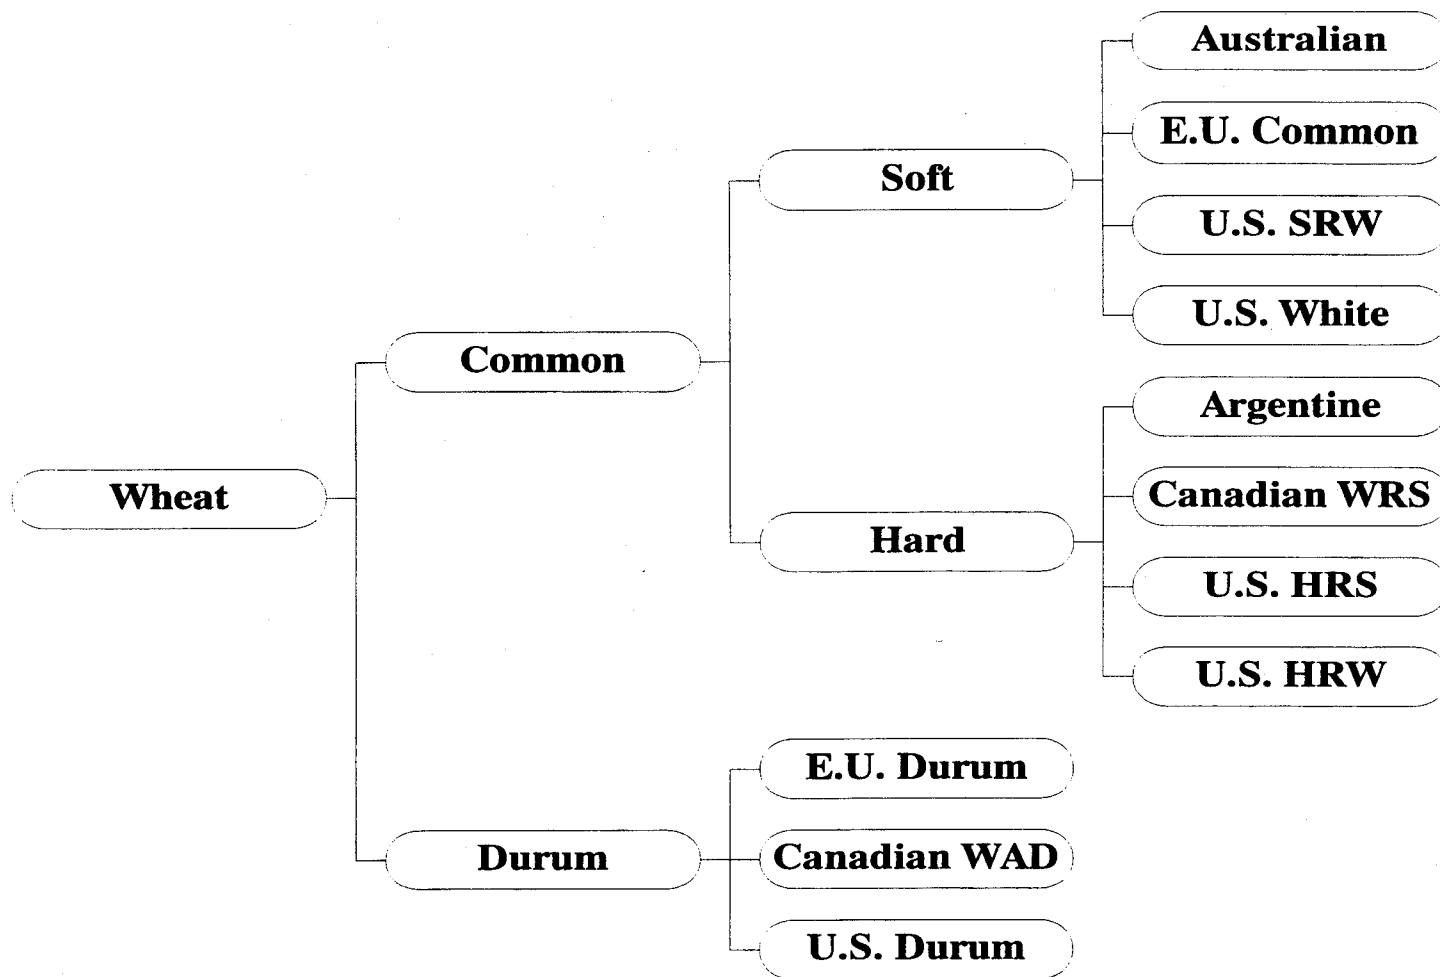 Wheat
Common
Soft
Australian
E.U. Common
U.S. SRW
U.S. White
Hard
Argentine
Canadian WRS
U.S. HRS
U.S. HRW
Durum
E.U. Durum
Canadian WAD
U.S. Durum